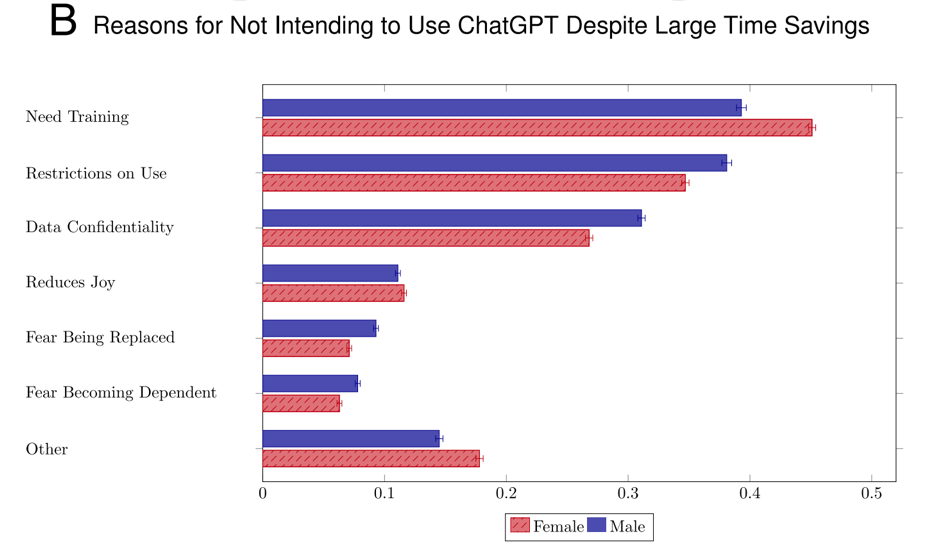 B Reasons for Not Intending to Use ChatGPT Despite Large Time Savings
Need Training
Restrictions on Use
Data Confidentiality
Reduces Joy
Fear Being Replaced
Fear Becoming Dependent
Other
0 0.1 0.2 0.3 0.4 0.5
Female Male